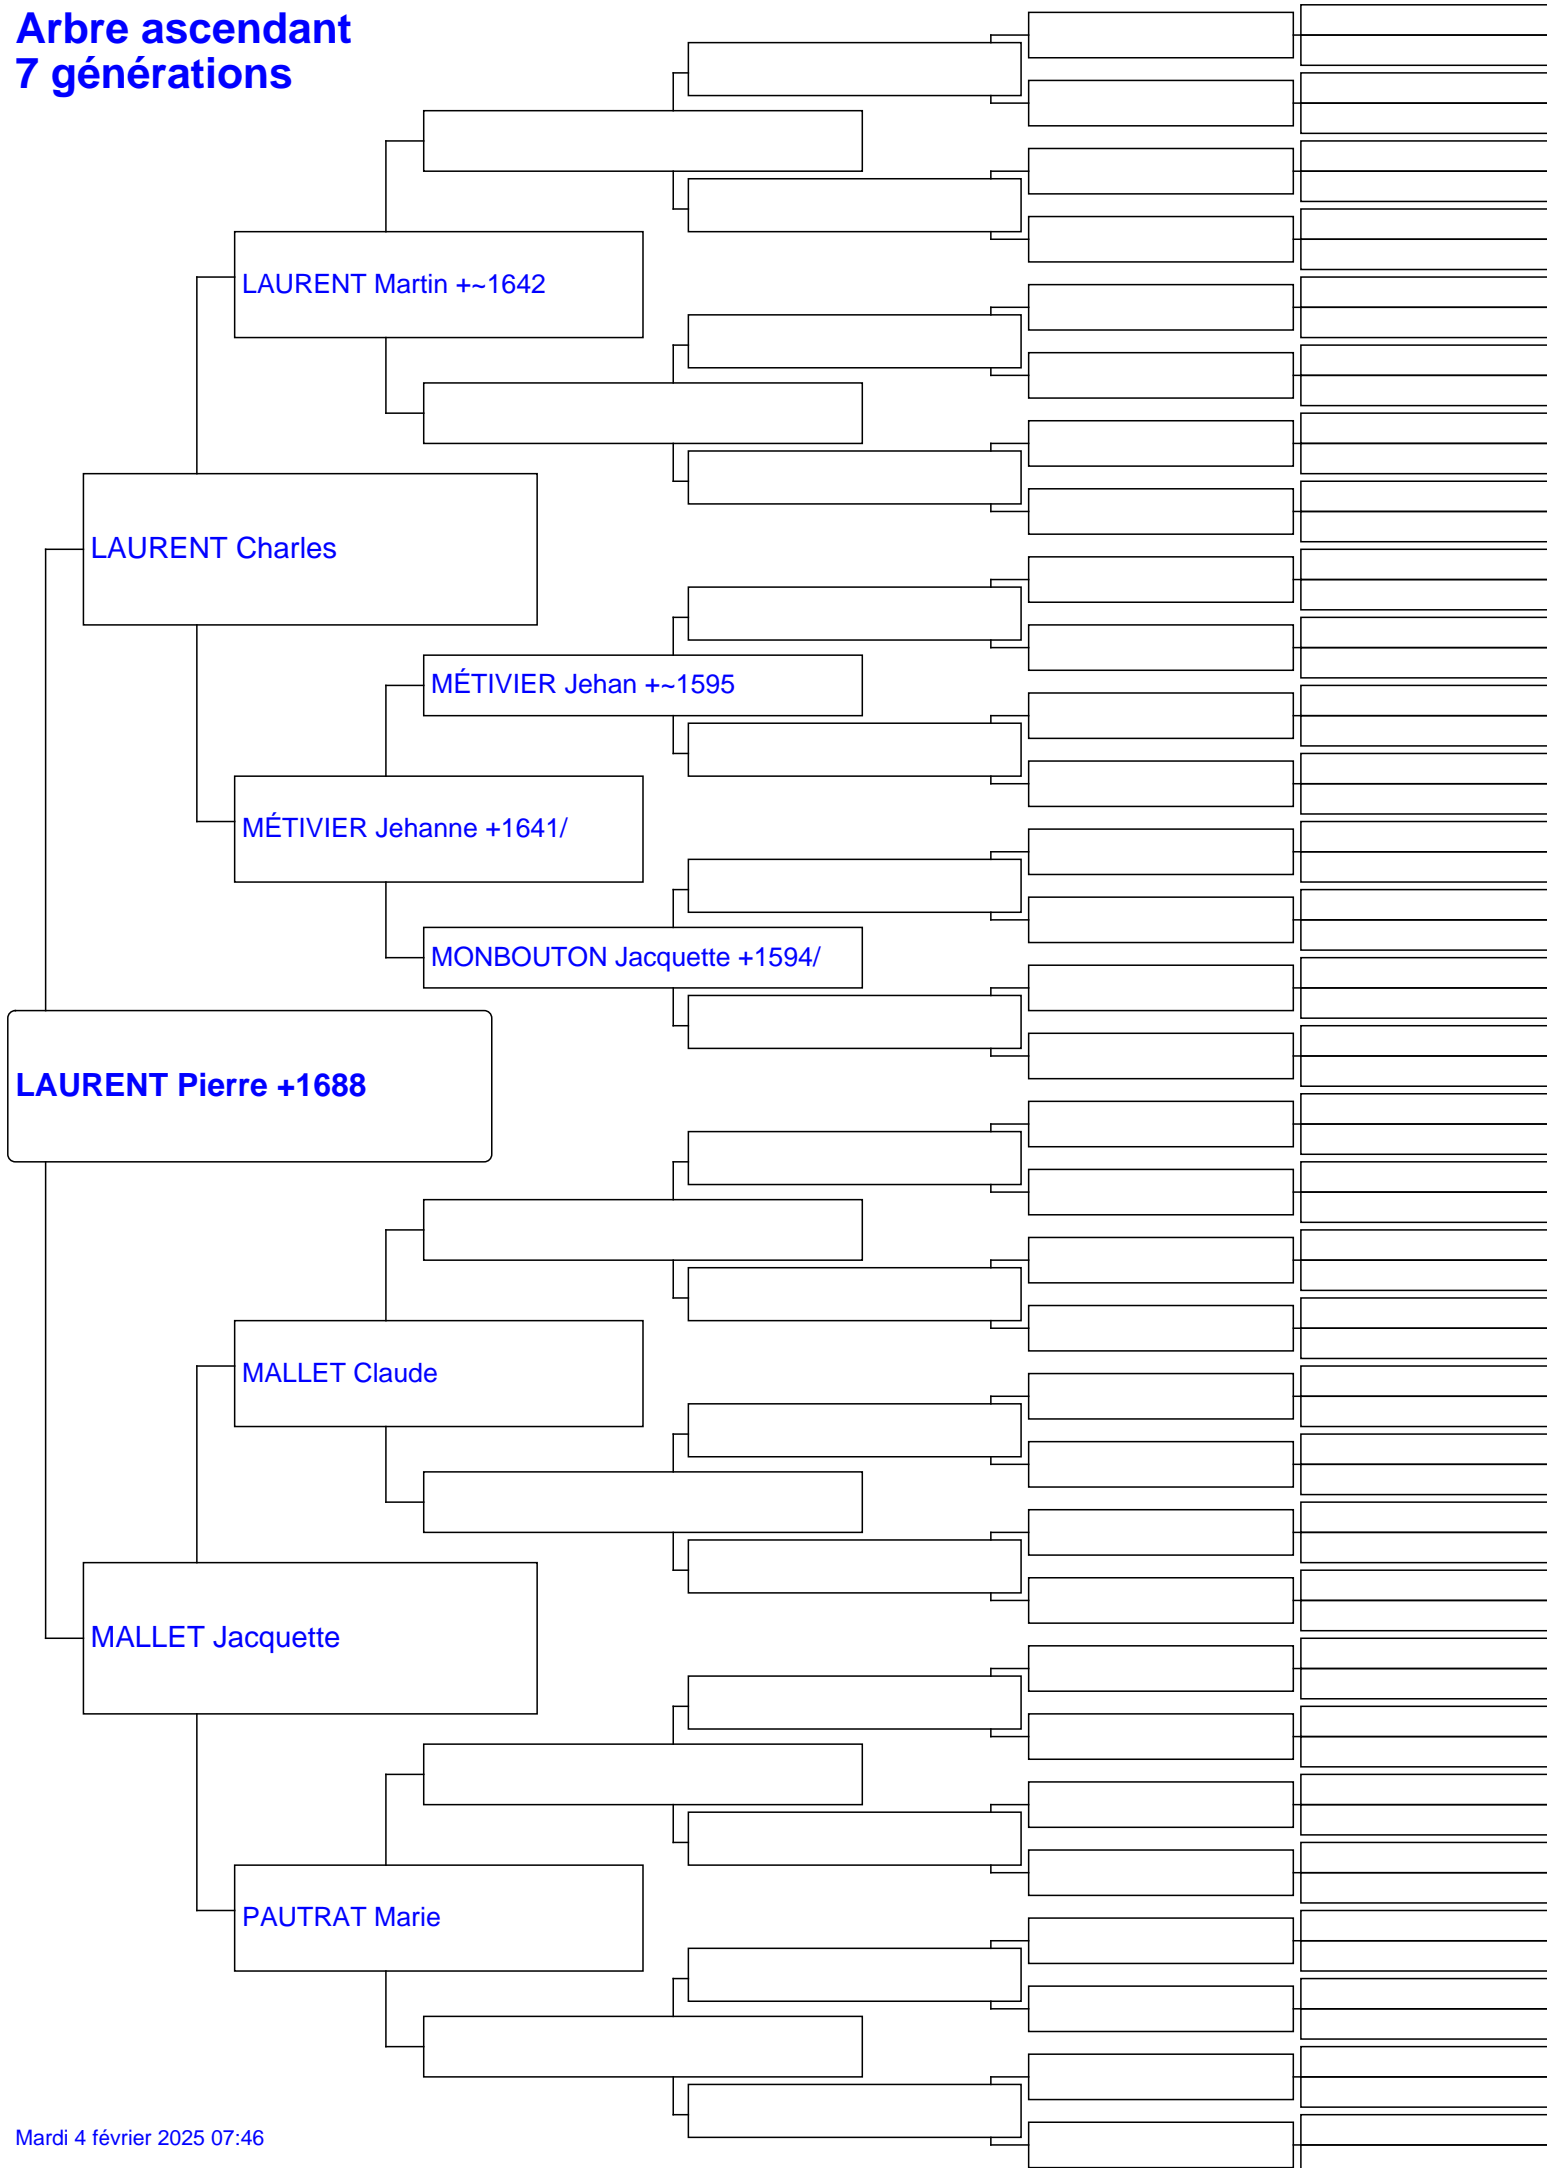 Arbre ascendant
7 générations
LAURENT Martin +~1642
LAURENT Charles
MÉTIVIER Jehan +~1595
MÉTIVIER Jehanne +1641/
MONBOUTON Jacquette +1594/
LAURENT Pierre +1688
MALLET Claude
MALLET Jacquette
PAUTRAT Marie
Mardi 4 février 2025 07:46